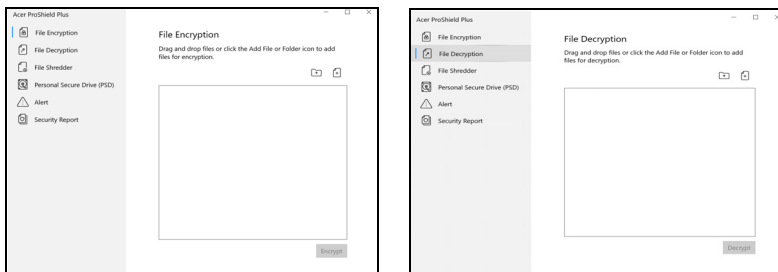 Acer ProShield Plus
File Encryption
File Decryption
File Shredder
Personal Secure Drive (PSD)
Alert
Security Report
File Encryption
Drag and drop files or click the Add File or Folder icon to add
files for encryption.
Encrypt
Acer ProShield Plus
File Encryption
File Decryption
File Shredder
Personal Secure Drive (PSD)
Alert
Security Report
File Decryption
Drag and drop files or click the Add File or Folder icon to add
files for decryption.
Decrypt